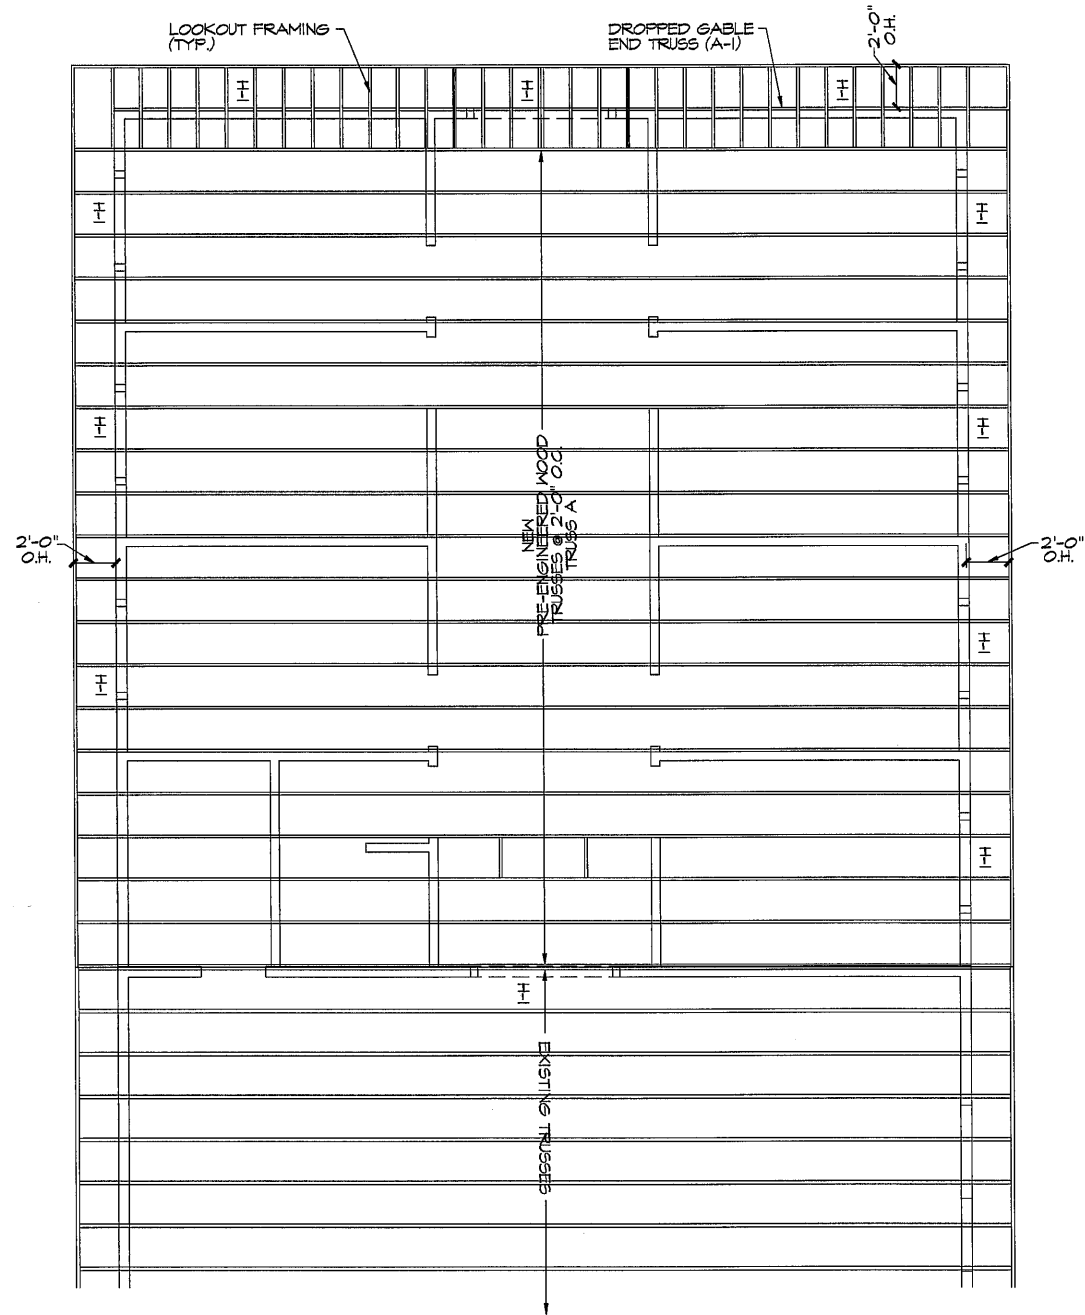 LOOKOUT FRAMING
(TYP.)
DROPPED GABLE
END TRUSS (A-1)
2'-0"
O.H.
H-1
H-1
H-1
H-1
H-1
H-1
H-1
NEW
PRE-ENGINEERED WOOD
TRUSSES @ 2'-0" O.C.
TRUSS A
2'-0"
O.H.
2'-0"
O.H.
H-1
H-1
H-1
H-1
EXISTING TRUSSES